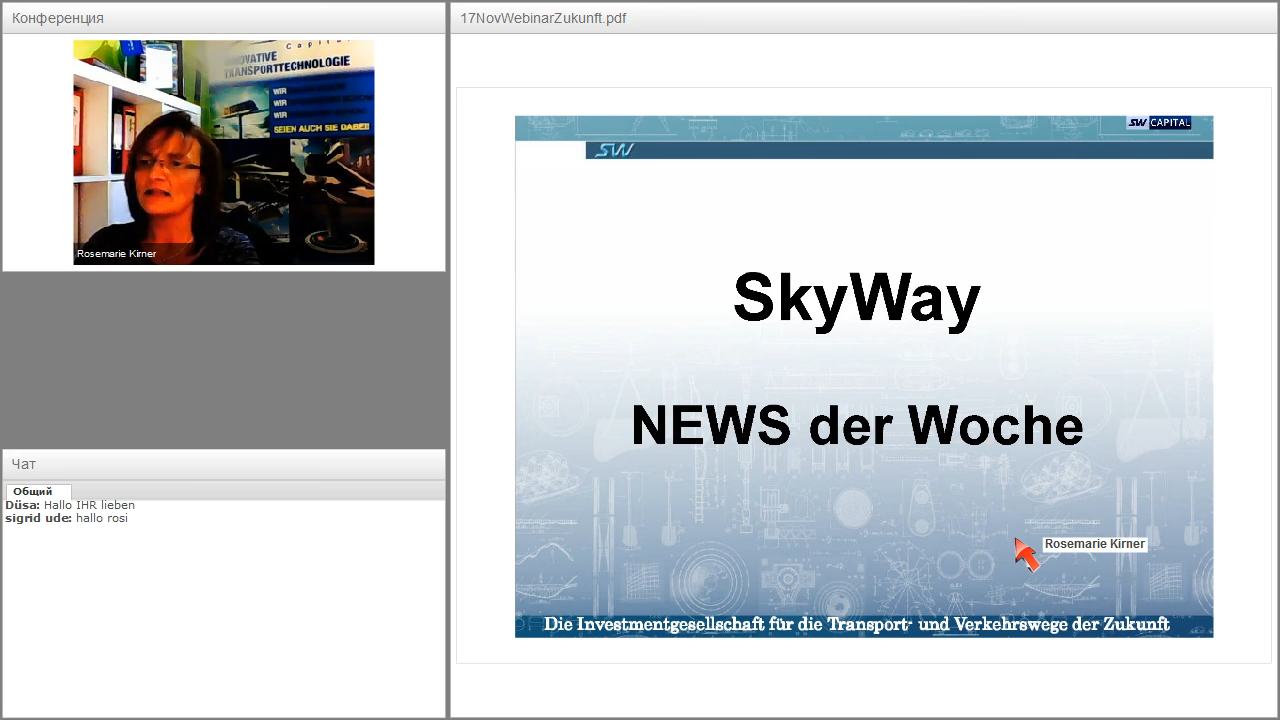 Конференция
Capital
INNOVATIVE
TRANSPORTTECHNOLOGIE
WIR
WIR
WIR
SEIEN AUCH SIE DABEI!
Rosemarie Kirner
Чат
Общий
Düsa: Hallo IHR lieben
sigrid ude: hallo rosi
17NovWebinarZukunft.pdf
SW CAPITAL
SW
SkyWay
NEWS der Woche
Rosemarie Kirner
Die Investmentgesellschaft für die Transport- und Verkehrswege der Zukunft